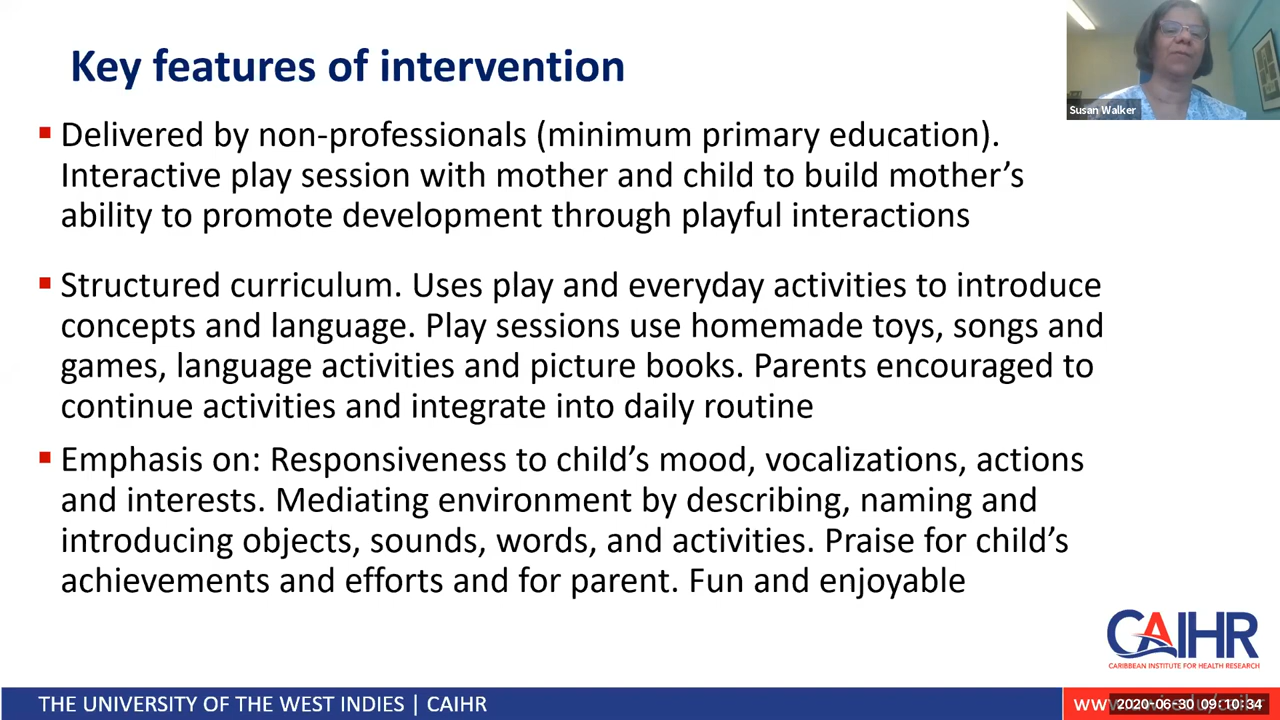 Key features of intervention
Susan Walker
▪ Delivered by non-professionals (minimum primary education).
Interactive play session with mother and child to build mother’s
ability to promote development through playful interactions
▪ Structured curriculum. Uses play and everyday activities to introduce
concepts and language. Play sessions use homemade toys, songs and
games, language activities and picture books. Parents encouraged to
continue activities and integrate into daily routine
▪ Emphasis on: Responsiveness to child’s mood, vocalizations, actions
and interests. Mediating environment by describing, naming and
introducing objects, sounds, words, and activities. Praise for child’s
achievements and efforts and for parent. Fun and enjoyable
CAIHR
CARIBBEAN INSTITUTE FOR HEALTH RESEARCH
THE UNIVERSITY OF THE WEST INDIES | CAIHR
2020-06-30 09:10:34